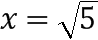 x = √5